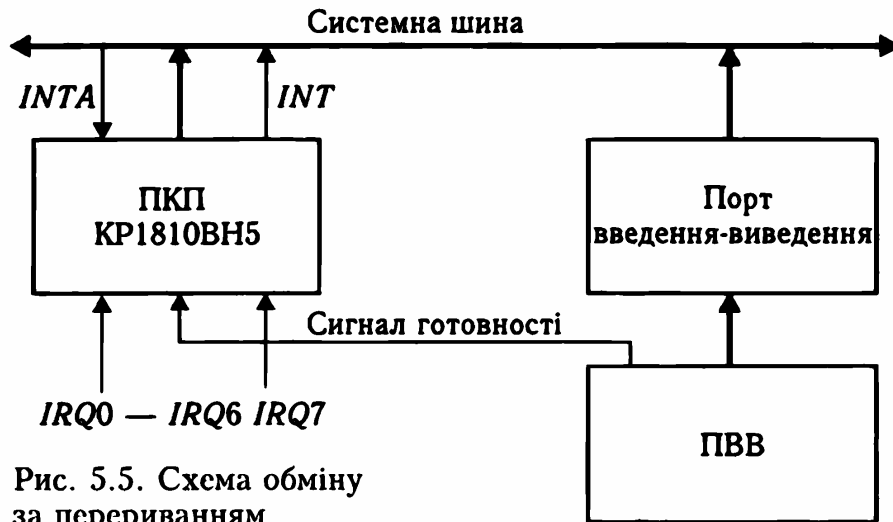 Системна шина
INTA
INT
ПКП
КР1810ВН5
Порт
введення-виведення
Сигнал готовності
IRQ0 — IRQ6 IRQ7
ПВВ
Рис. 5.5. Схема обміну
за перериванням